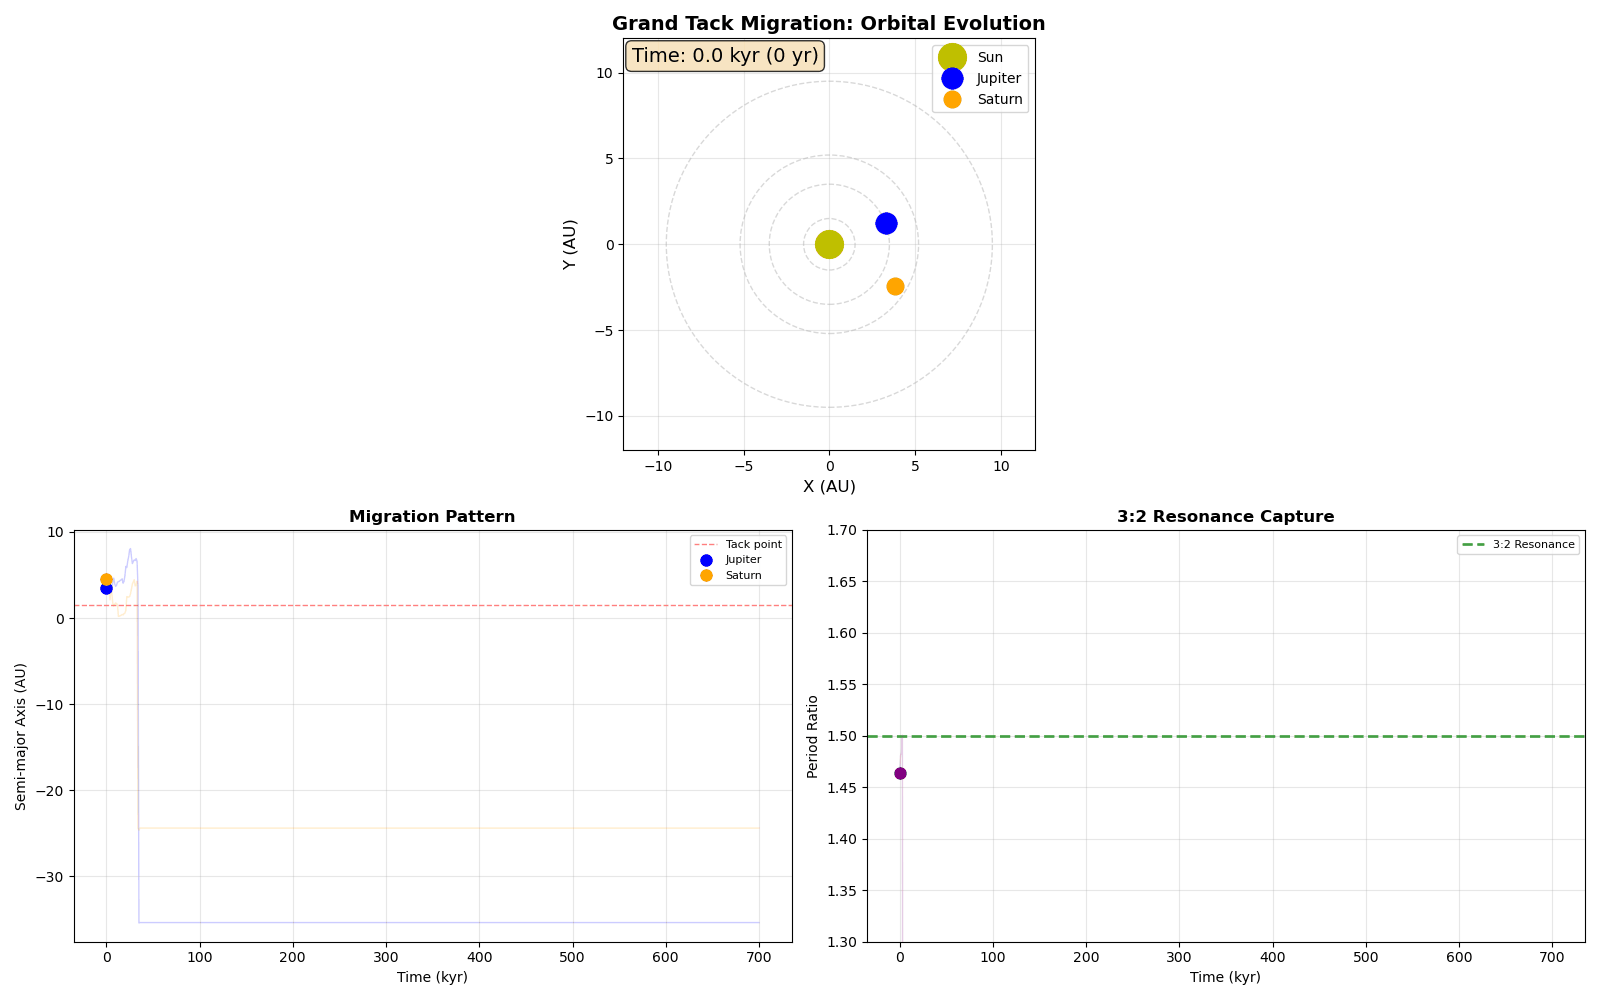 Grand Tack Migration: Orbital Evolution
Time: 0.0 kyr (0 yr)
Sun
Jupiter
Saturn
10
5
0
−5
−10
Y (AU)
−10 −5 0 5 10
X (AU)
Migration Pattern
Tack point
Jupiter
Saturn
10
0
−10
−20
−30
Semi-major Axis (AU)
0 100 200 300 400 500 600 700
Time (kyr)
3:2 Resonance Capture
3:2 Resonance
1.70
1.65
1.60
1.55
1.50
1.45
1.40
1.35
1.30
Period Ratio
0 100 200 300 400 500 600 700
Time (kyr)